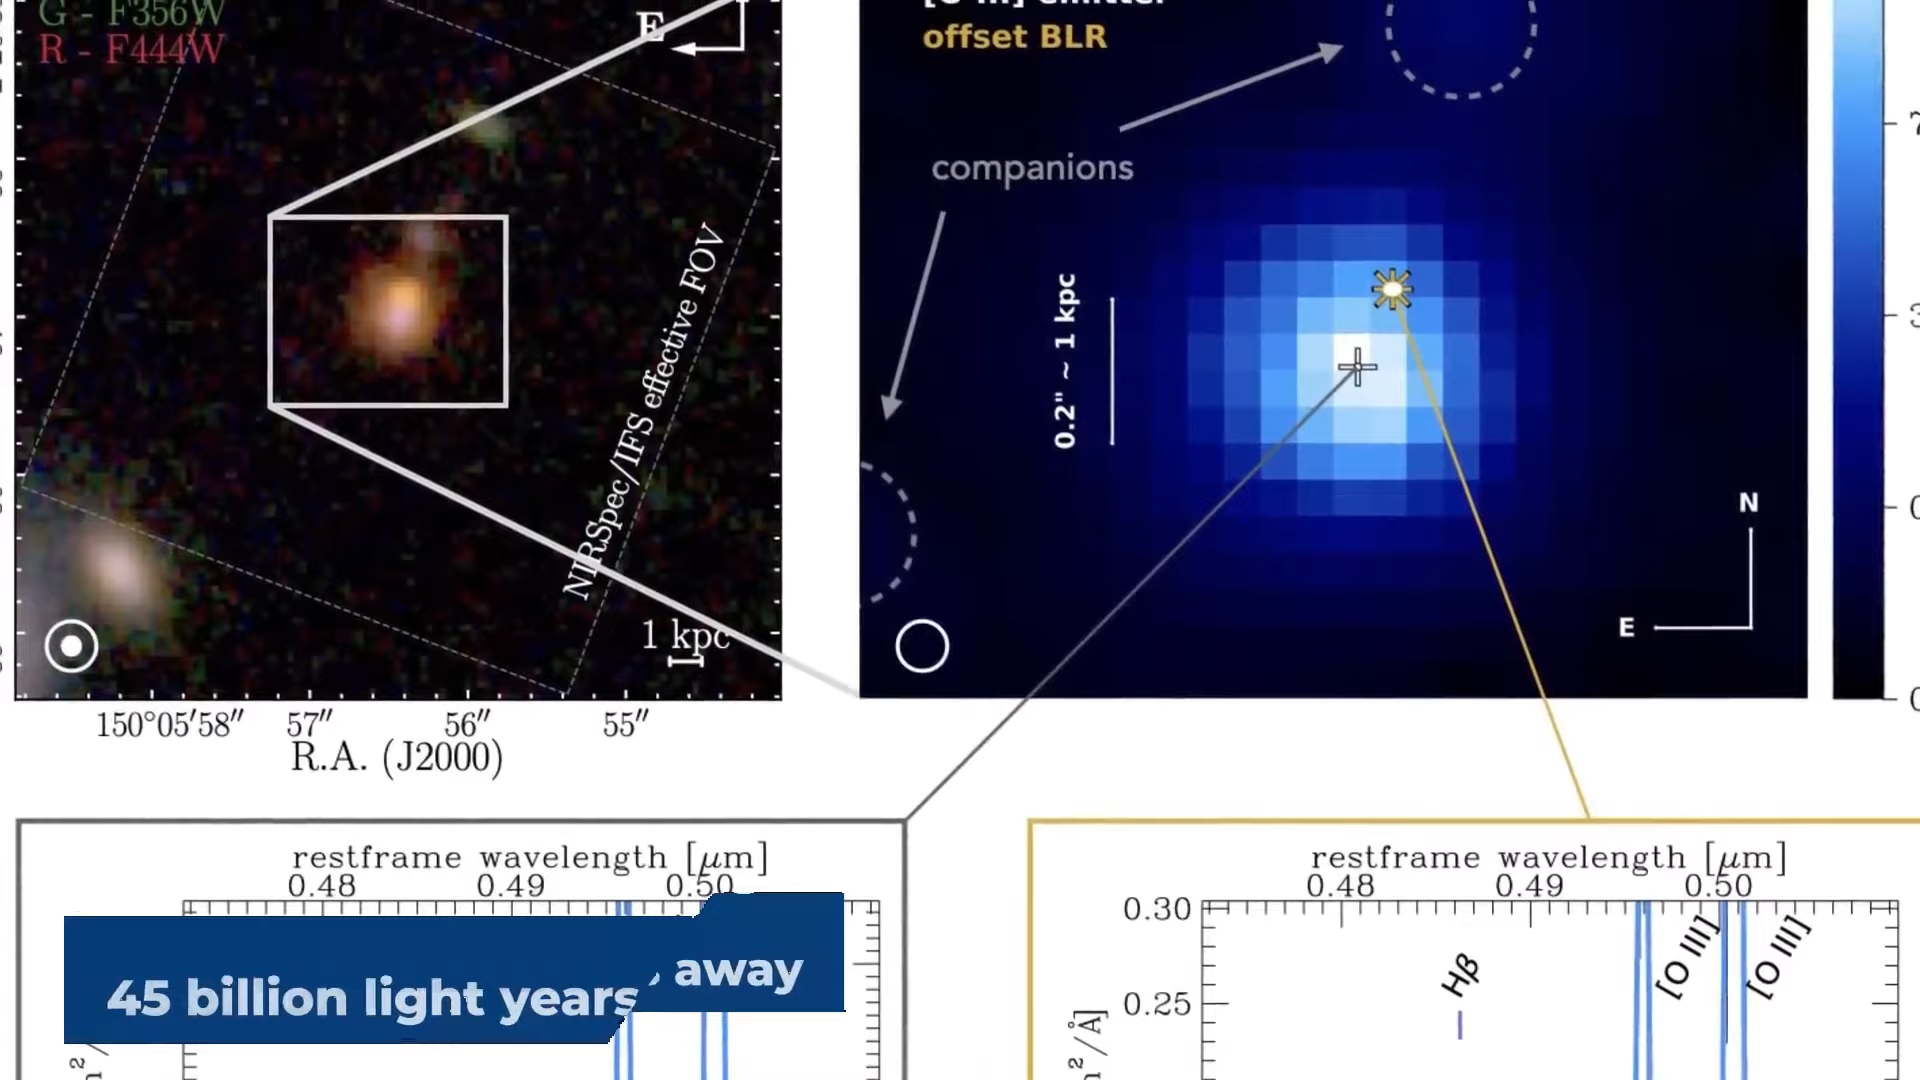 G - F356W
R - F444W
E
NIRSpec/IFS effective FOV
1 kpc
150°05′58″ 57″ 56″ 55″
R.A. (J2000)
offset BLR
companions
0.2" ~ 1 kpc
N
E
restframe wavelength [μm]
0.48 0.49 0.50
45 billion light years away
restframe wavelength [μm]
0.48 0.49 0.50
0.30
0.25
Hβ
[O III]
[O III]